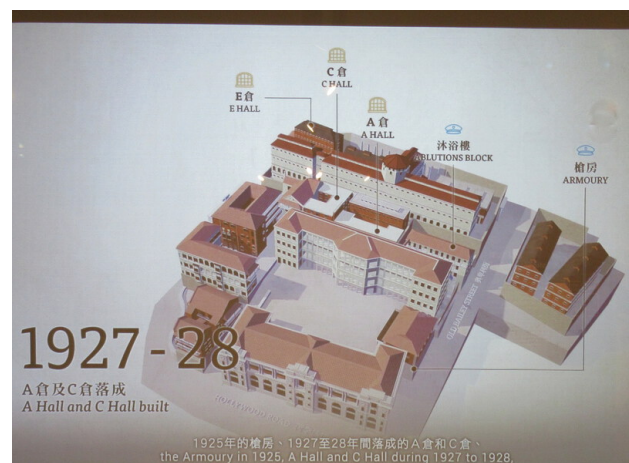 C倉
C HALL
E倉
E HALL
A倉
A HALL
沐浴樓
ABLUTIONS BLOCK
槍房
ARMOURY
OLD BAILEY STREET
1927-28
A倉及C倉落成
A Hall and C Hall built
1925年的槍房、1927至28年間落成的A倉和C倉、
the Armoury in 1925, A Hall and C Hall during 1927 to 1928,